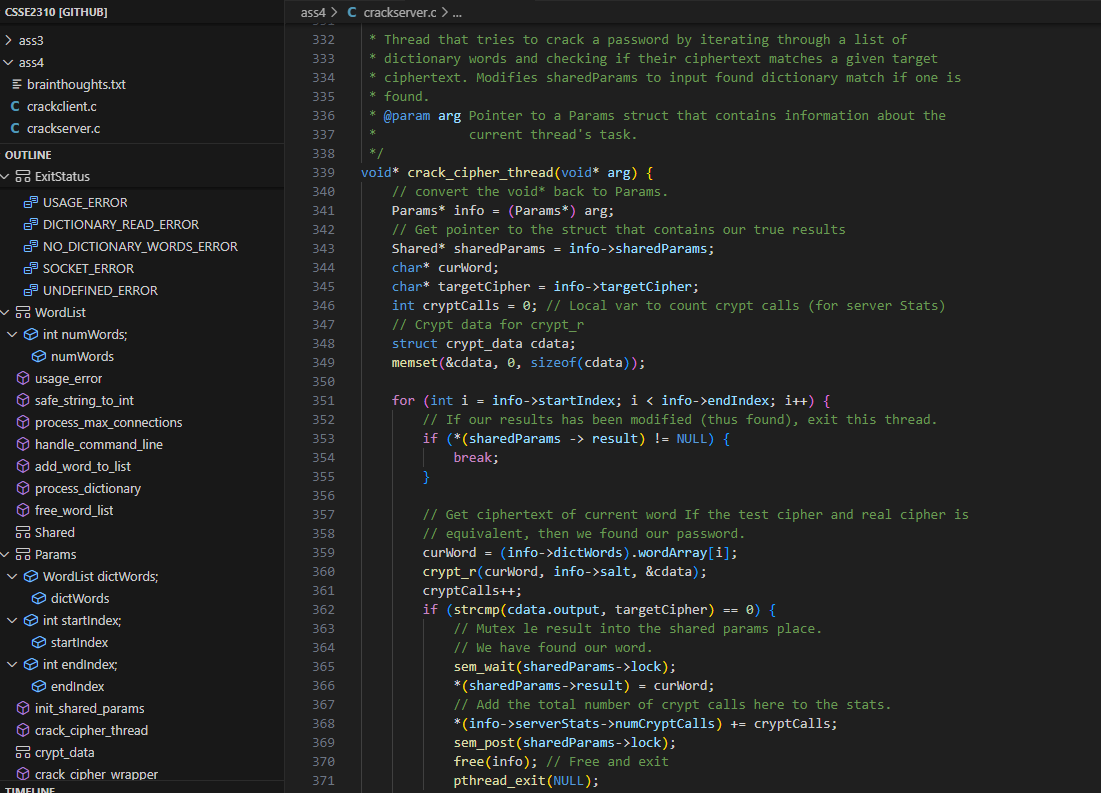 CSSE2310 [GITHUB]
ass3
ass4
brainthoughts.txt
crackclient.c
crackserver.c
OUTLINE
ExitStatus
USAGE_ERROR
DICTIONARY_READ_ERROR
NO_DICTIONARY_WORDS_ERROR
SOCKET_ERROR
UNDEFINED_ERROR
WordList
int numWords;
numWords
usage_error
safe_string_to_int
process_max_connections
handle_command_line
add_word_to_list
process_dictionary
free_word_list
Shared
Params
WordList dictWords;
dictWords
int startIndex;
startIndex
int endIndex;
endIndex
init_shared_params
crack_cipher_thread
crypt_data
crack_cipher_wrapper
TIMELINE
ass4 > C crackserver.c > ...
331
332 * Thread that tries to crack a password by iterating through a list of
333 * dictionary words and checking if their ciphertext matches a given target
334 * ciphertext. Modifies sharedParams to input found dictionary match if one is
335 * found.
336 * @param arg Pointer to a Params struct that contains information about the
337 * current thread's task.
338 */
339 void* crack_cipher_thread(void* arg) {
340 // convert the void* back to Params.
341 Params* info = (Params*) arg;
342 // Get pointer to the struct that contains our true results
343 Shared* sharedParams = info->sharedParams;
344 char* curWord;
345 char* targetCipher = info->targetCipher;
346 int cryptCalls = 0; // Local var to count crypt calls (for server Stats)
347 // Crypt data for crypt_r
348 struct crypt_data cdata;
349 memset(&cdata, 0, sizeof(cdata));
350
351 for (int i = info->startIndex; i < info->endIndex; i++) {
352 // If our results has been modified (thus found), exit this thread.
353 if (*(sharedParams -> result) != NULL) {
354 break;
355 }
356
357 // Get ciphertext of current word If the test cipher and real cipher is
358 // equivalent, then we found our password.
359 curWord = (info->dictWords).wordArray[i];
360 crypt_r(curWord, info->salt, &cdata);
361 cryptCalls++;
362 if (strcmp(cdata.output, targetCipher) == 0) {
363 // Mutex le result into the shared params place.
364 // We have found our word.
365 sem_wait(sharedParams->lock);
366 *(sharedParams->result) = curWord;
367 // Add the total number of crypt calls here to the stats.
368 *(info->serverStats->numCryptCalls) += cryptCalls;
369 sem_post(sharedParams->lock);
370 free(info); // Free and exit
371 pthread_exit(NULL);